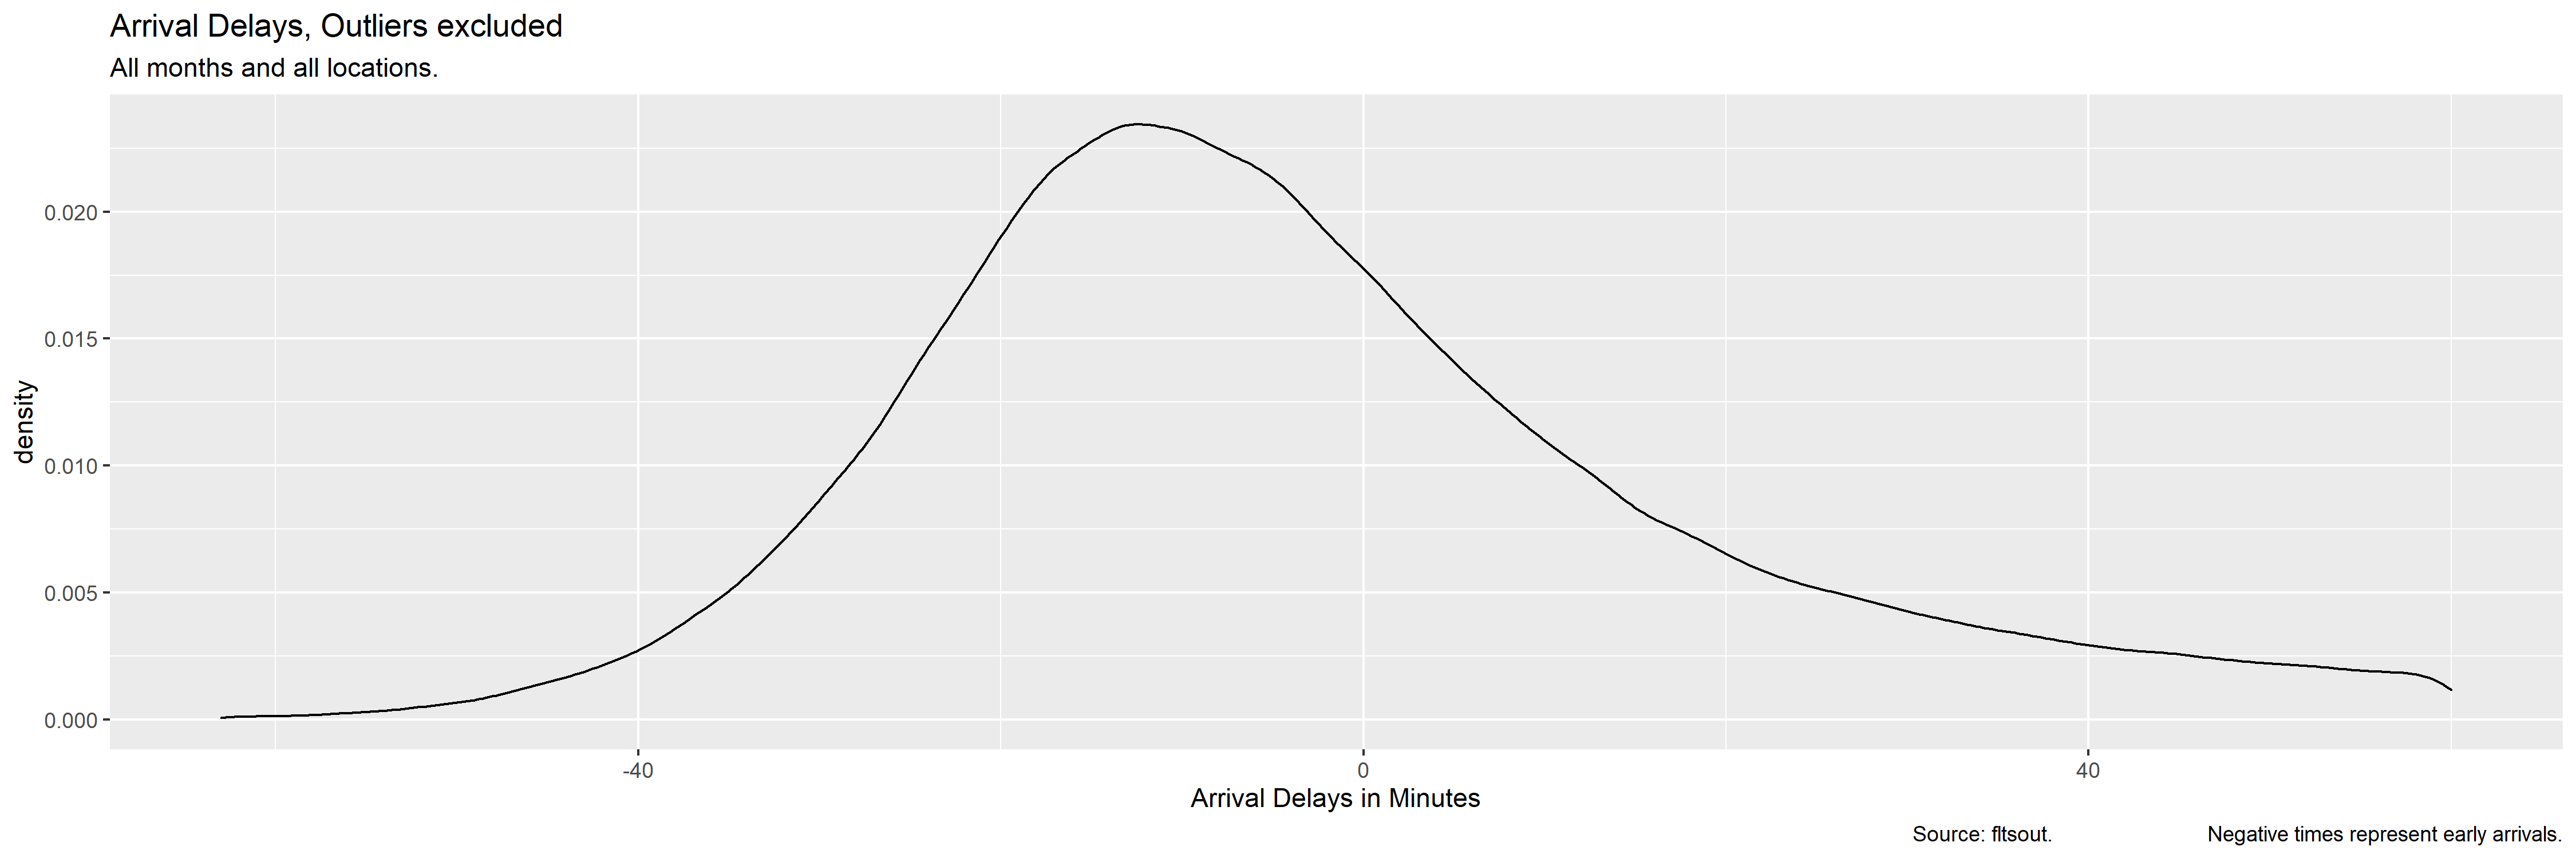 Arrival Delays, Outliers excluded
All months and all locations.
density
0.020
0.015
0.010
0.005
0.000
-40 0 40
Arrival Delays in Minutes
Source: fltsout. Negative times represent early arrivals.